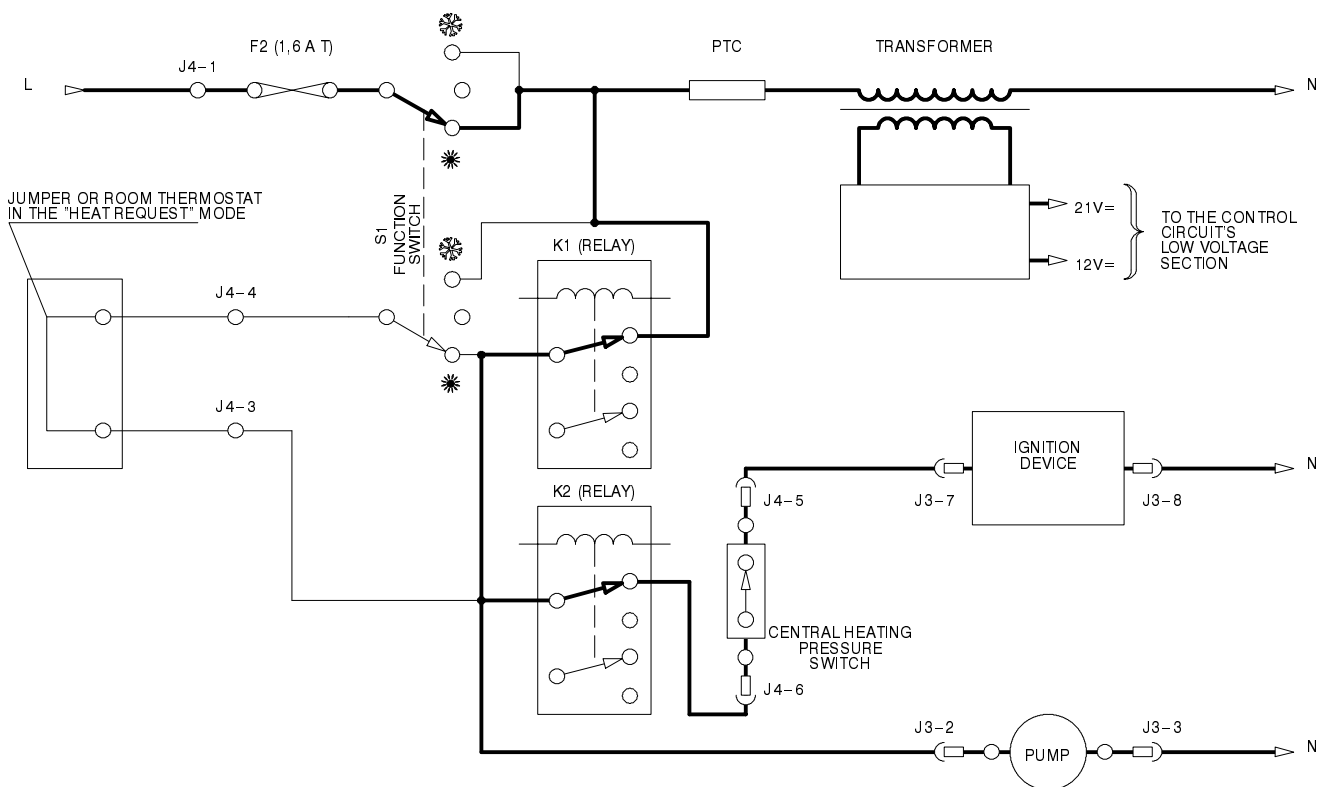 F2 (1,6 A T)
PTC
TRANSFORMER
J4-1
L
N
JUMPER OR ROOM THERMOSTAT
IN THE "HEAT REQUEST" MODE
S1
FUNCTION
SWITCH
21V=
12V=
TO THE CONTROL
CIRCUIT'S
LOW VOLTAGE
SECTION
K1 (RELAY)
J4-4
J4-3
IGNITION
DEVICE
N
K2 (RELAY)
J4-5
J3-7
J3-8
CENTRAL HEATING
PRESSURE
SWITCH
J4-6
J3-2
J3-3
PUMP
N